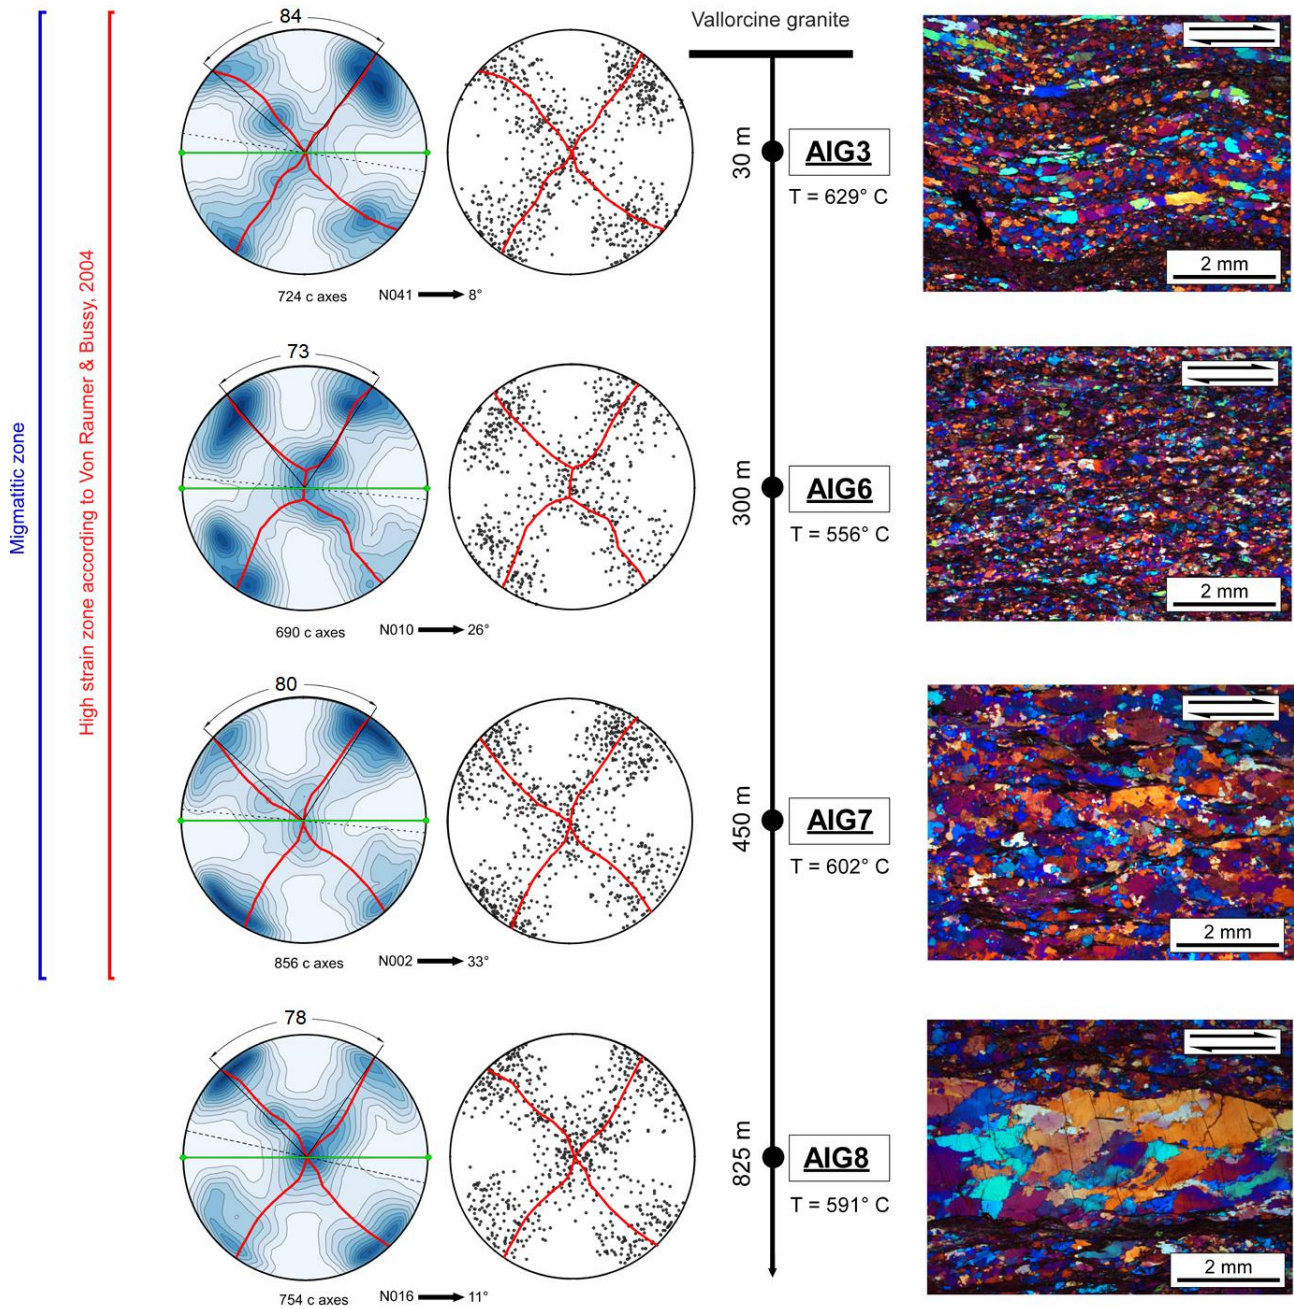 Migmatitic zone
High strain zone according to Von Raumer & Bussy, 2004
Vallorcine granite
84
724 c axes
N041 8°
30 m
AIG3
T = 629° C
2 mm
73
690 c axes
N010 26°
300 m
AIG6
T = 556° C
2 mm
80
856 c axes
N002 33°
450 m
AIG7
T = 602° C
2 mm
78
754 c axes
N016 11°
825 m
AIG8
T = 591° C
2 mm